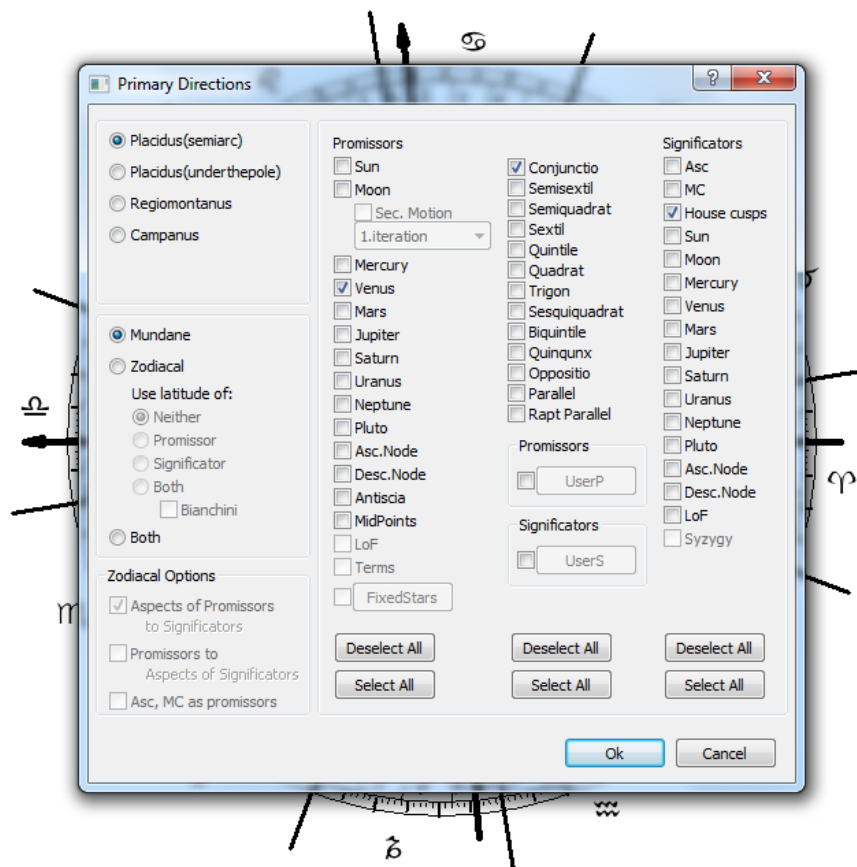 Primary Directions
Placidus(semiarc)
Placidus(underthepole)
Regiomontanus
Campanus
Mundane
Zodiacal
Use latitude of:
Neither
Promissor
Significator
Both
Bianchini
Both
Zodiacal Options
Aspects of Promissors
to Significators
Promissors to
Aspects of Significators
Asc, MC as promissors
Promissors
Sun
Moon
Sec. Motion
1.iteration
Mercury
Venus
Mars
Jupiter
Saturn
Uranus
Neptune
Pluto
Asc.Node
Desc.Node
Antiscia
MidPoints
LoF
Terms
FixedStars
Deselect All
Select All
Conjunctio
Semisextil
Semiquadrat
Sextil
Quintile
Quadrat
Trigon
Sesquiquadrat
Biquintile
Quinqunx
Oppositio
Parallel
Rapt Parallel
Promissors
UserP
Significators
UserS
Deselect All
Select All
Significators
Asc
MC
House cusps
Sun
Moon
Mercury
Venus
Mars
Jupiter
Saturn
Uranus
Neptune
Pluto
Asc.Node
Desc.Node
LoF
Syzygy
Deselect All
Select All
Ok
Cancel